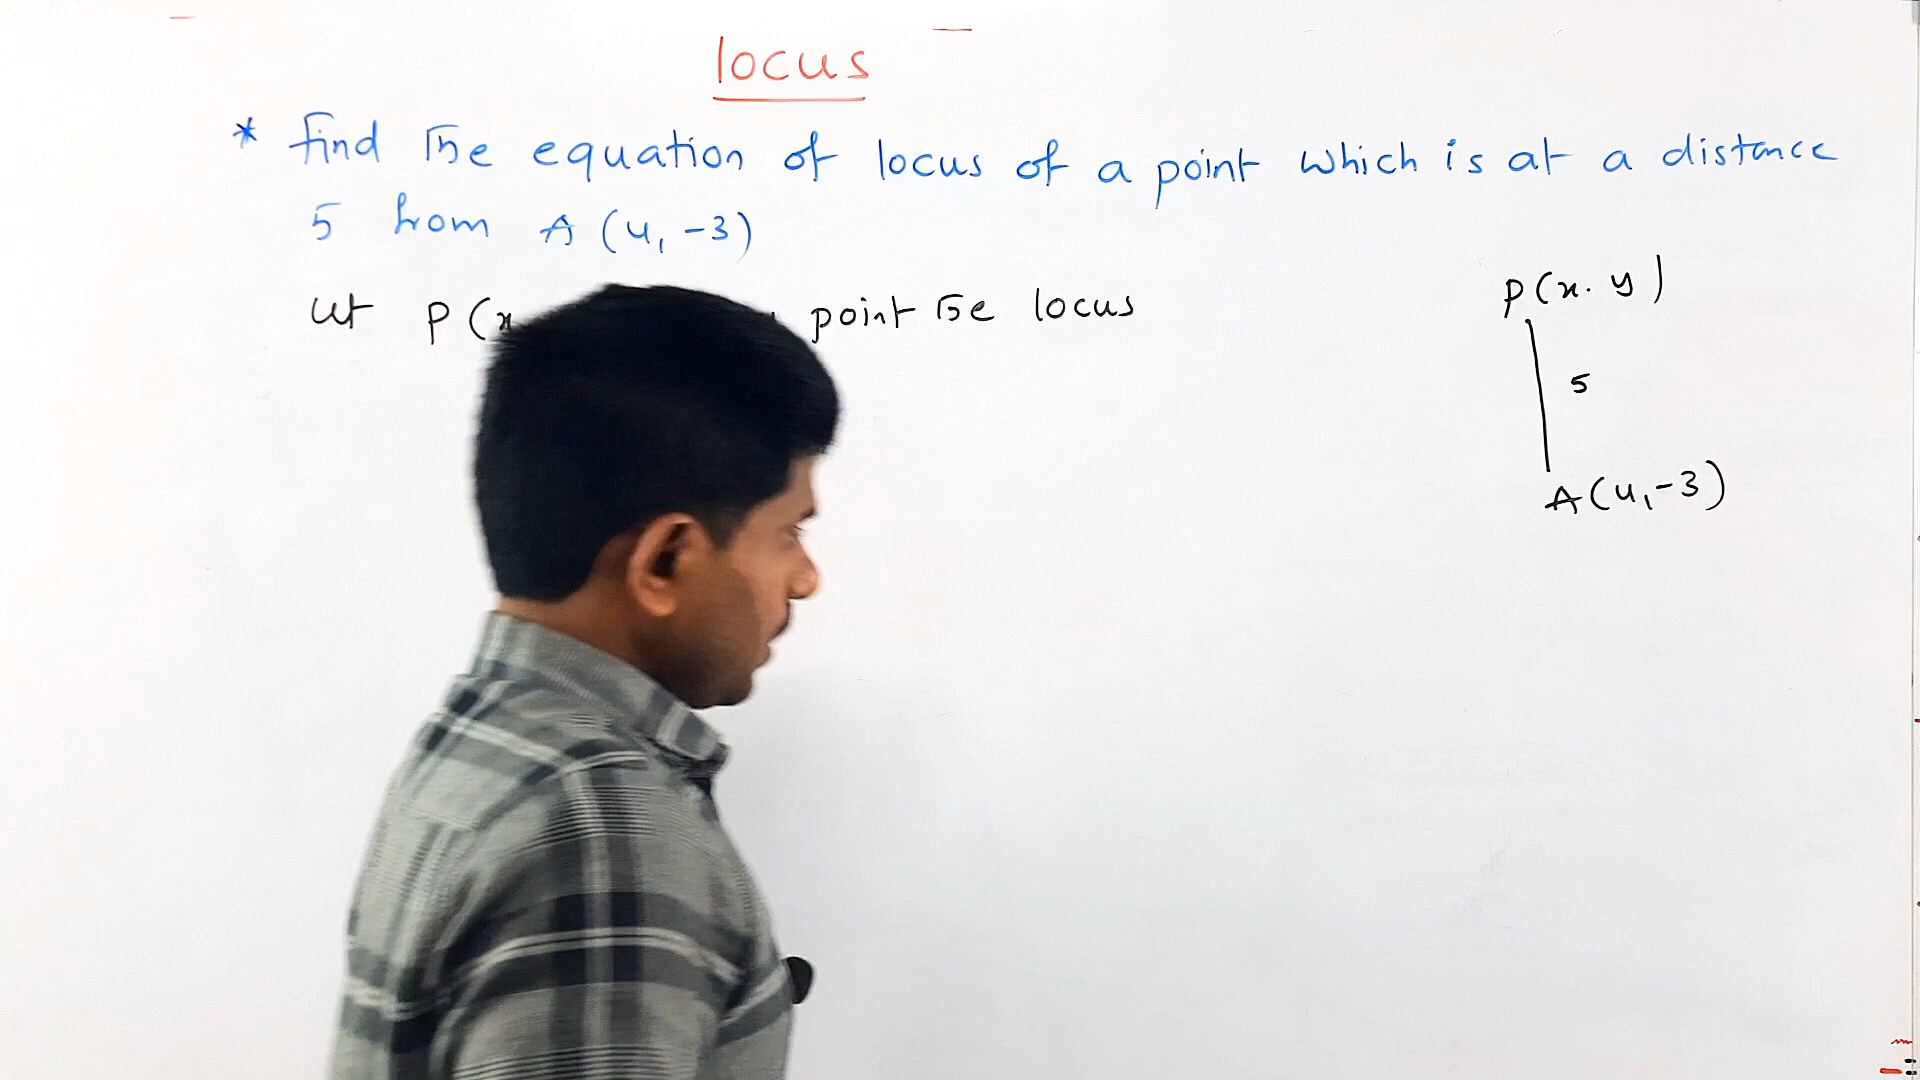 locus
* Find the equation of locus of a point which is at a distance
5 from A (4, -3)
let P(x point the locus
P(x. y)
5
A(4, -3)